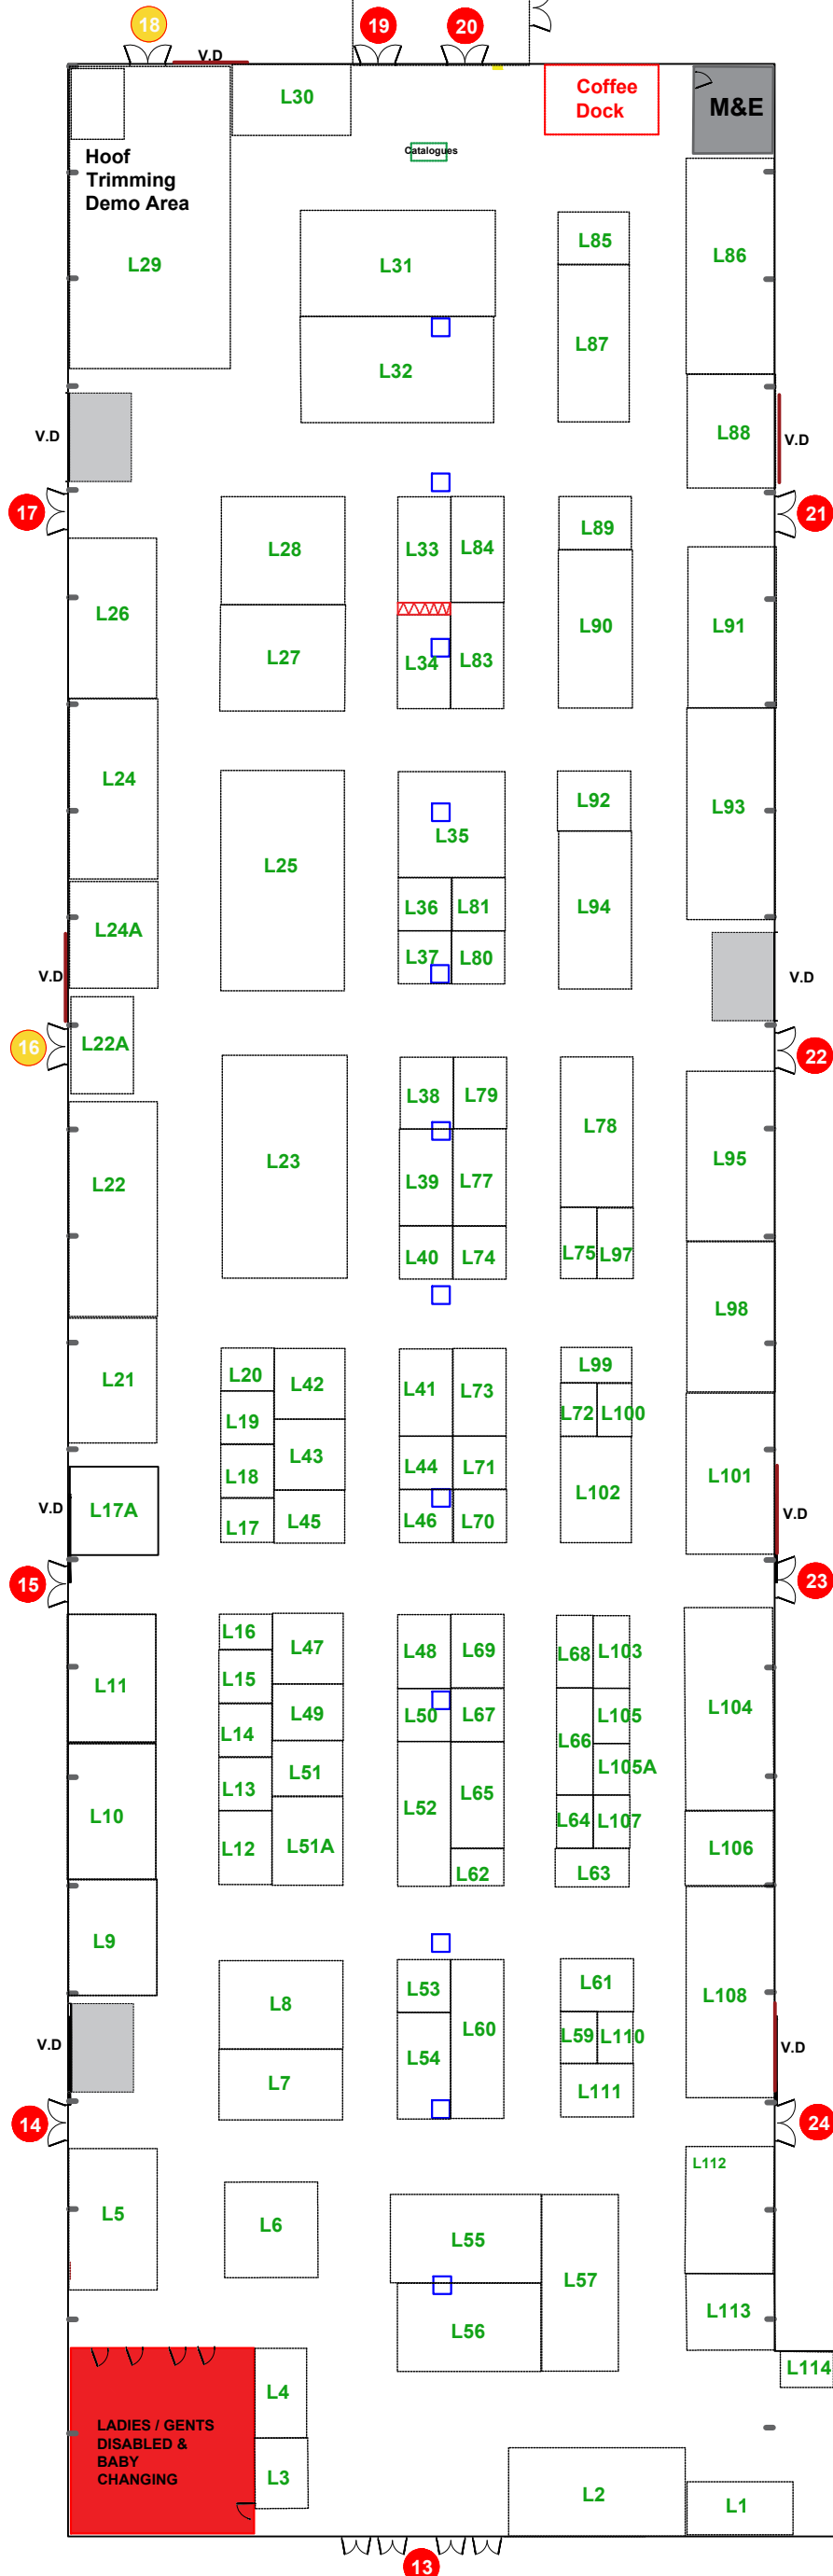 18
19
20
V.D
L30
Coffee
Dock
M&E
Catalogues
Hoof
Trimming
Demo Area
L29
L31
L85
L86
L32
L87
V.D
L88
V.D
17
21
L28
L33
L84
L89
L26
L27
L34
L83
L90
L91
L24
L25
L35
L92
L93
L24A
L36
L81
L94
L37
L80
V.D
V.D
16
L22A
22
L38
L79
L78
L22
L23
L39
L77
L95
L40
L74
L75
L97
L98
L21
L20
L42
L41
L73
L99
L19
L72
L100
L43
L44
L71
L101
L18
L17A
V.D
L17
L45
L46
L70
L102
V.D
15
23
L16
L47
L48
L69
L68
L103
L11
L15
L104
L14
L49
L50
L67
L66
L105
L13
L51
L105A
L10
L52
L65
L64
L107
L12
L51A
L62
L63
L106
L9
L8
L53
L60
L61
L108
V.D
L54
L59
L110
V.D
L7
L111
14
24
L5
L6
L55
L57
L112
L56
L113
L114
L4
LADIES / GENTS
DISABLED &
BABY
CHANGING
L3
L2
L1
13